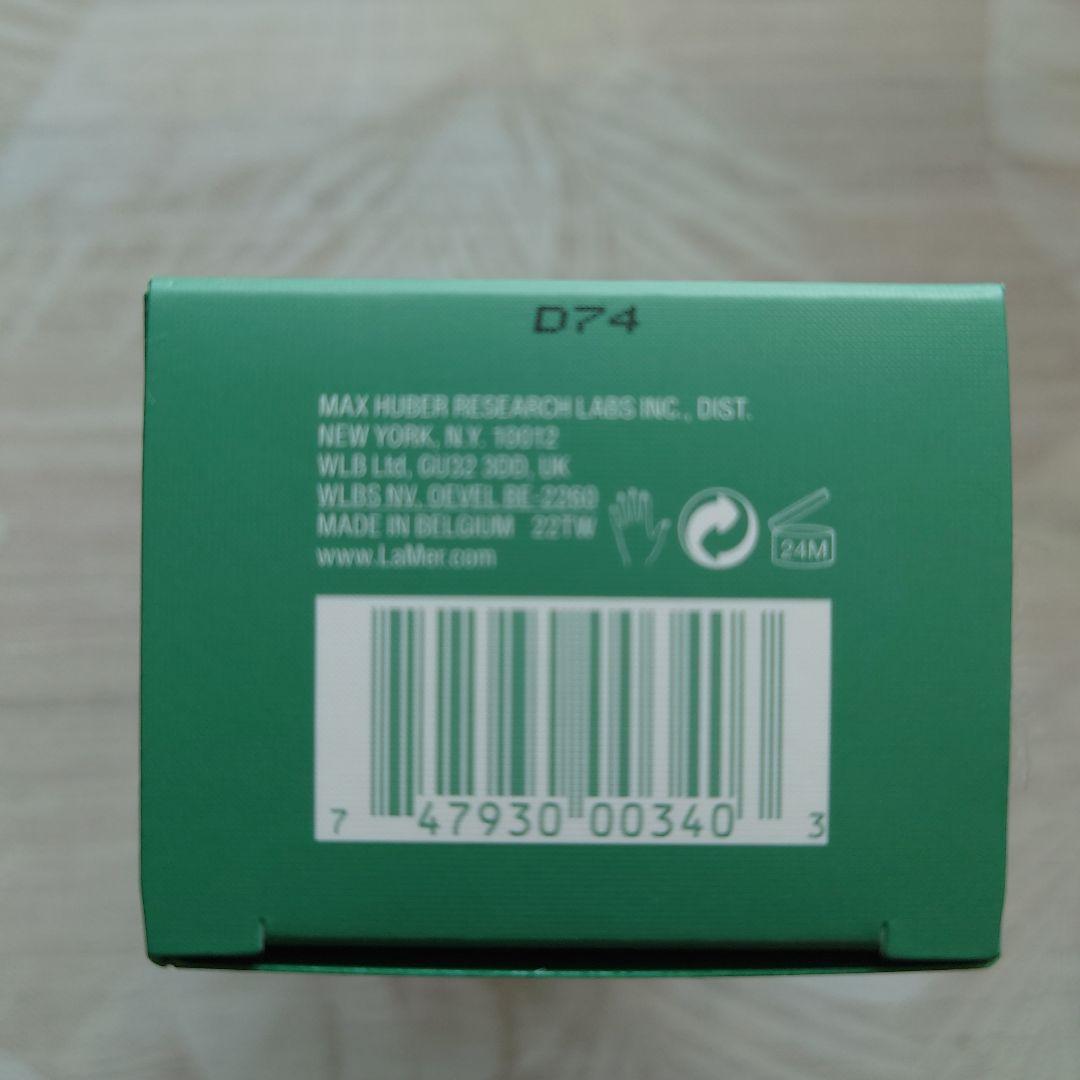 D74
MAX HUBER RESEARCH LABS INC., DIST.
NEW YORK, N.Y. 10012
WLB Ltd, GU32 3DD, UK
WLBS NV. OEVEL BE-2260
MADE IN BELGIUM 22TW
www.LaMer.com
24M
7 47930 00340 3